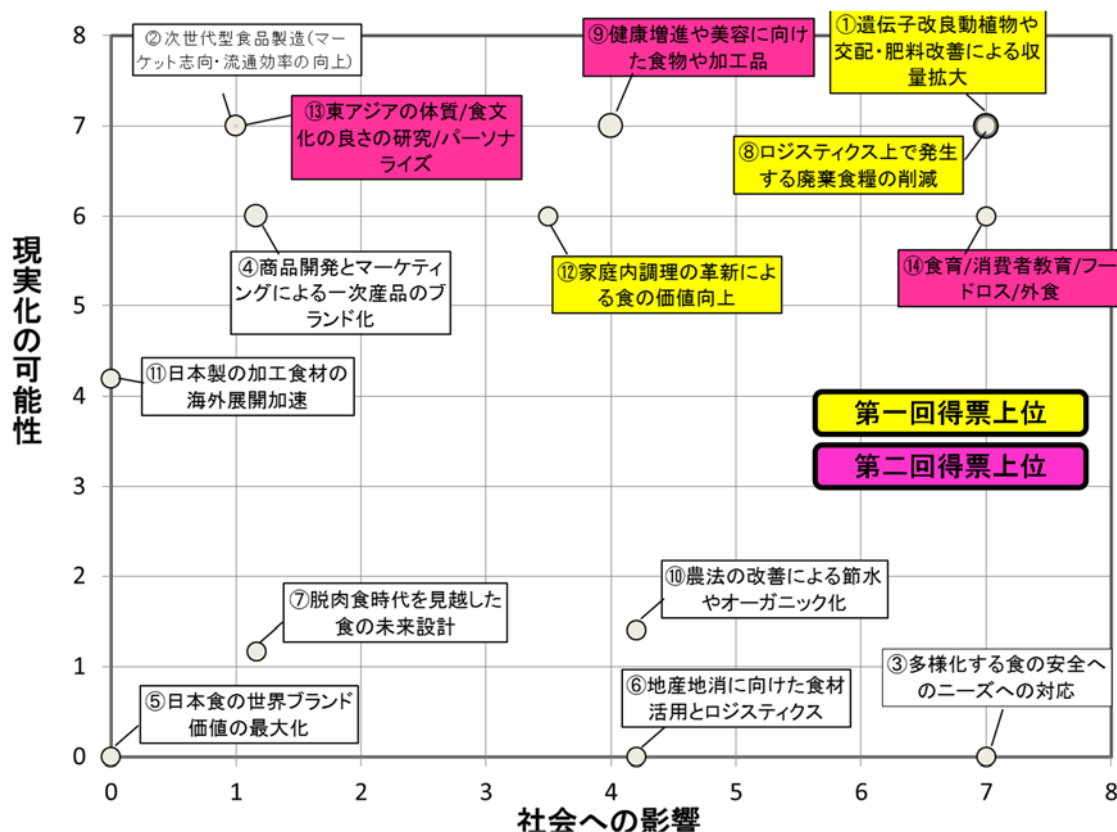 8
②次世代型食品製造(マー
ケット志向・流通効率の向上)
⑨健康増進や美容に向け
た食物や加工品
①遺伝子改良動植物や
交配・肥料改善による収
量拡大
7
⑬東アジアの体質/食文
化の良さの研究/パーソナ
ライズ
⑧ロジスティクス上で発生
する廃棄食糧の削減
6
④商品開発とマーケティ
ングによる一次産品のブ
ランド化
⑫家庭内調理の革新によ
る食の価値向上
⑭食育/消費者教育/フー
ドロス/外食
5
現実化の可能性
⑪日本製の加工食材の
海外展開加速
4
第一回得票上位
第二回得票上位
3
2
⑦脱肉食時代を見越した
食の未来設計
⑩農法の改善による節水
やオーガニック化
1
⑤日本食の世界ブランド
価値の最大化
⑥地産地消に向けた食材
活用とロジスティクス
③多様化する食の安全へ
のニーズへの対応
0
0 1 2 3 4 5 6 7 8
社会への影響